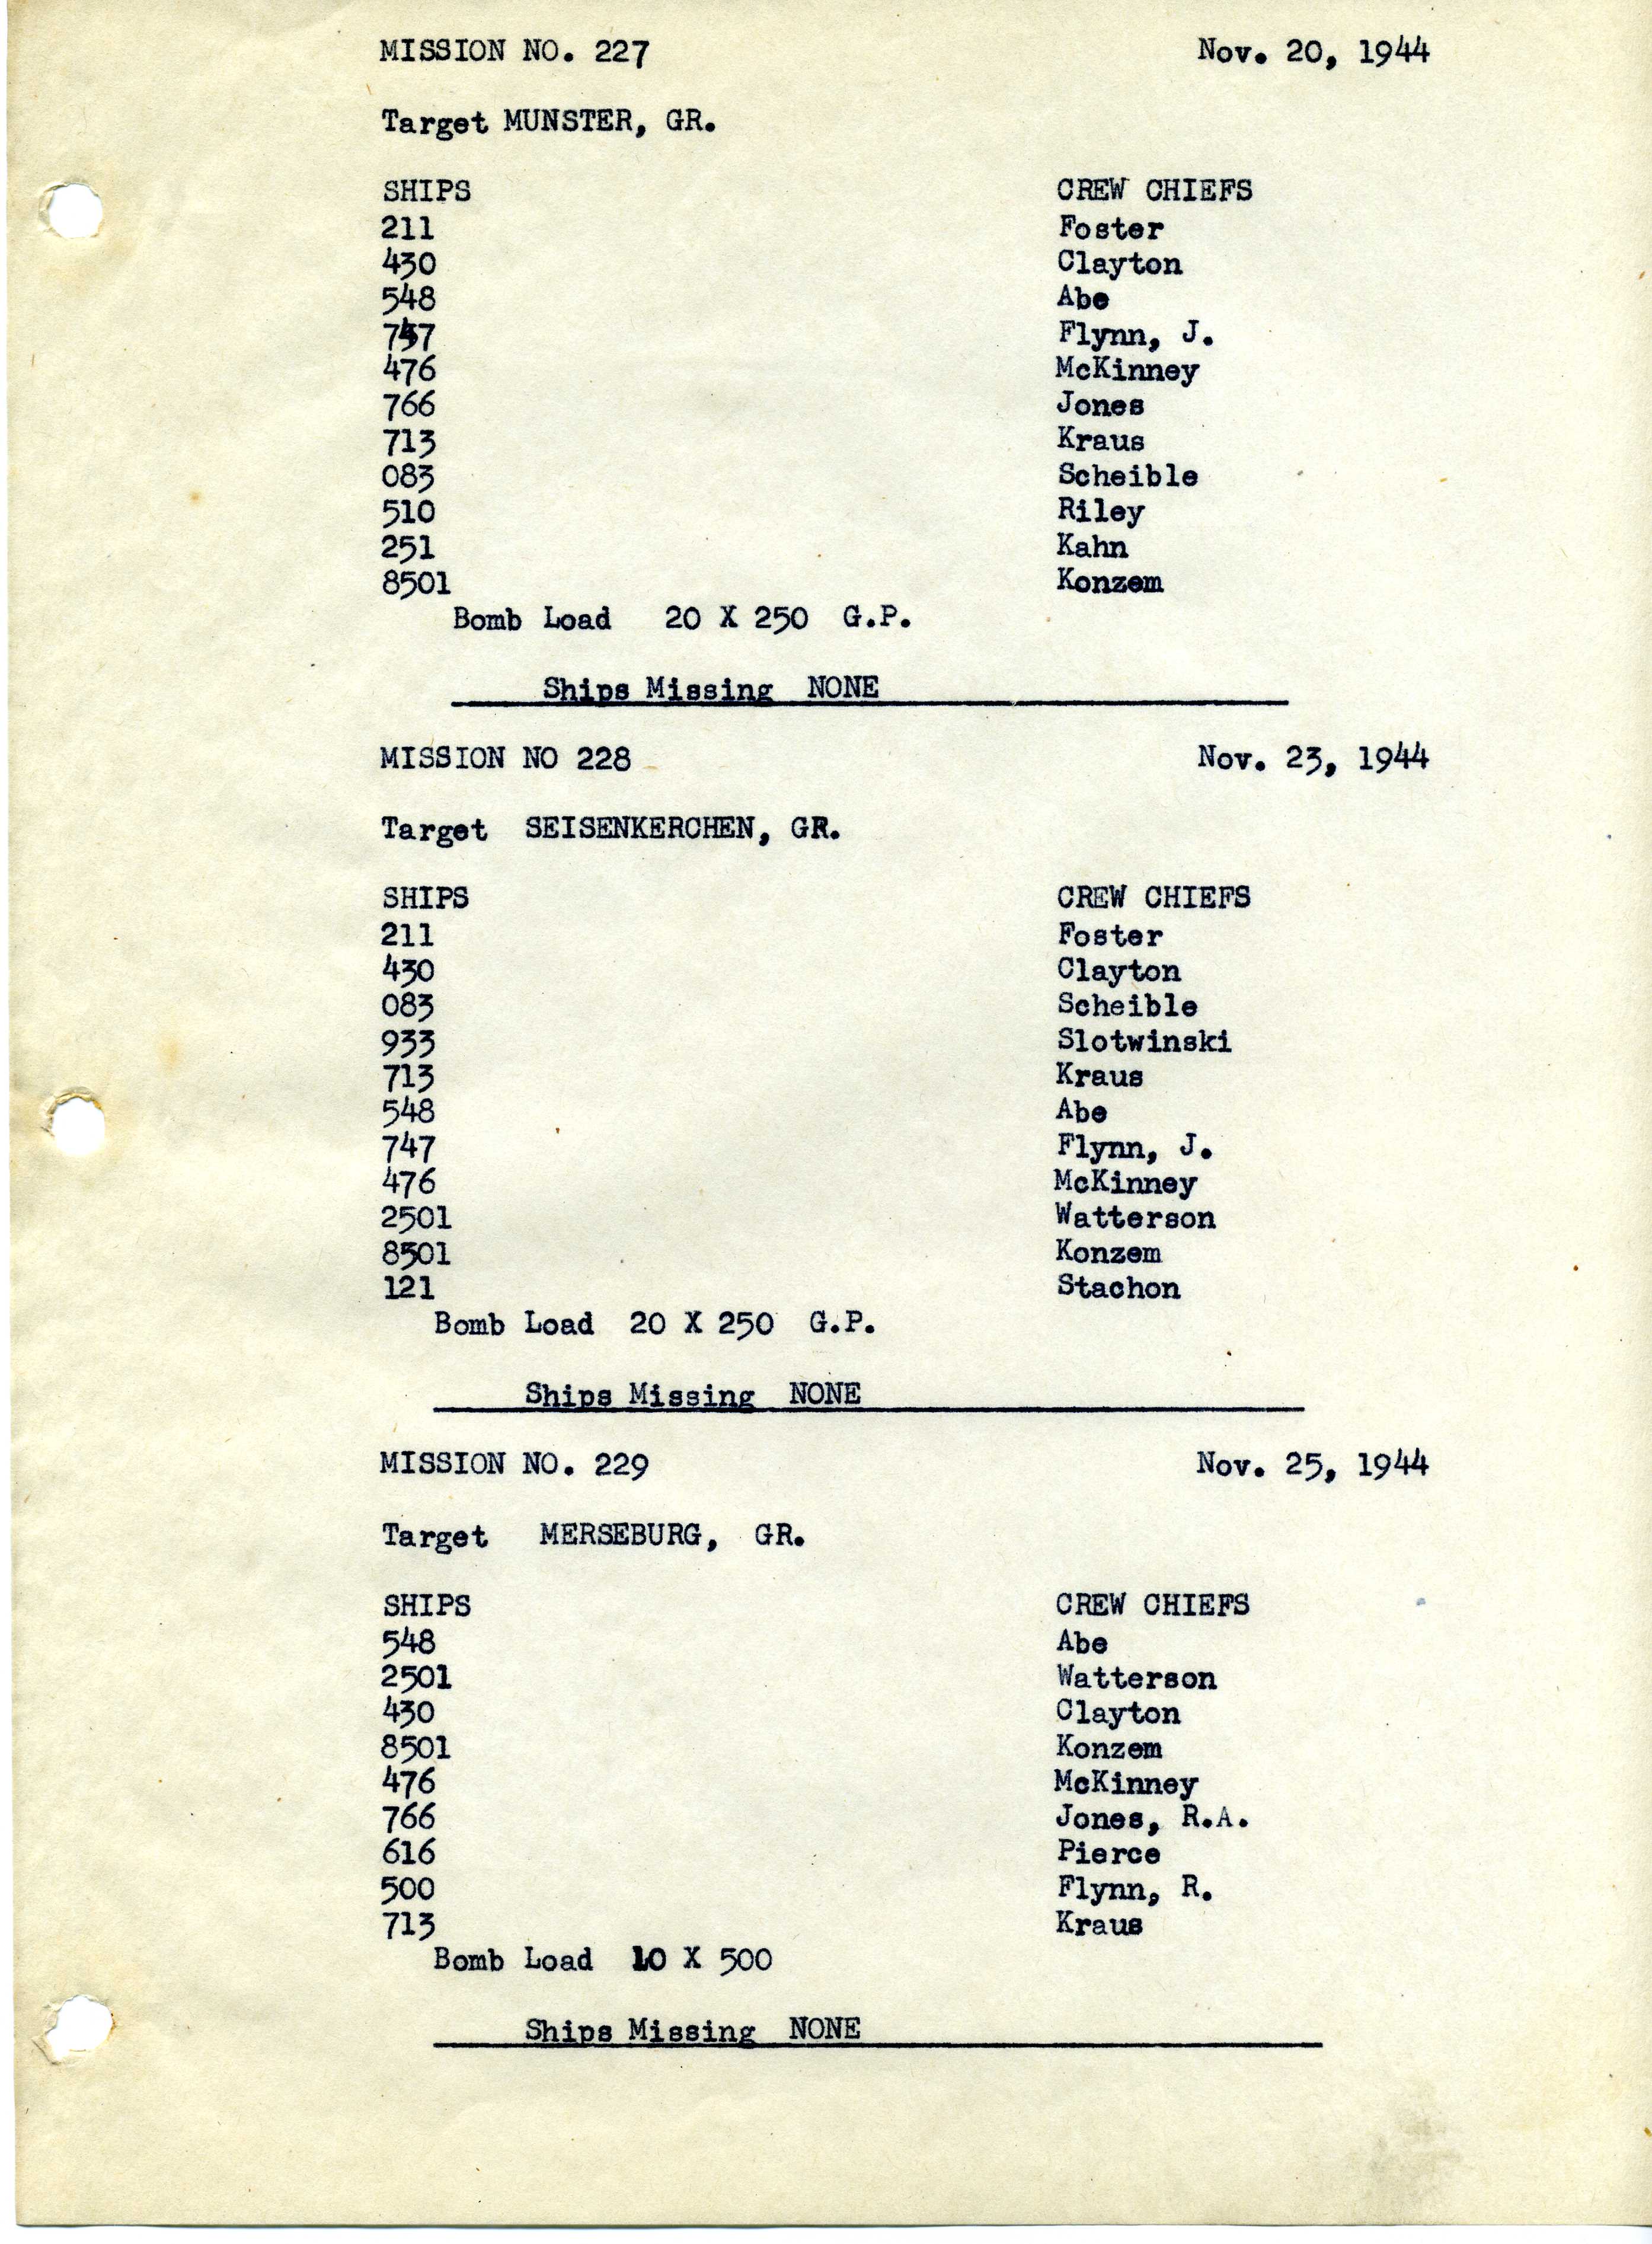 MISSION NO. 227 Nov. 20, 1944
Target MUNSTER, GR.
SHIPS CREW CHIEFS
211 Foster
430 Clayton
548 Abe
747 Flynn, J.
476 McKinney
766 Jones
713 Kraus
083 Scheible
510 Riley
251 Kahn
8501 Konzem
Bomb Load 20 X 250 G.P.
Ships Missing NONE
MISSION NO 228 Nov. 23, 1944
Target SEISENKERCHEN, GR.
SHIPS CREW CHIEFS
211 Foster
430 Clayton
083 Scheible
933 Slotwinski
713 Kraus
548 Abe
747 Flynn, J.
476 McKinney
2501 Watterson
8501 Konzem
121 Stachon
Bomb Load 20 X 250 G.P.
Ships Missing NONE
MISSION NO. 229 Nov. 25, 1944
Target MERSEBURG, GR.
SHIPS CREW CHIEFS
548 Abe
2501 Watterson
430 Clayton
8501 Konzem
476 McKinney
766 Jones, R.A.
616 Pierce
500 Flynn, R.
713 Kraus
Bomb Load 10 X 500
Ships Missing NONE